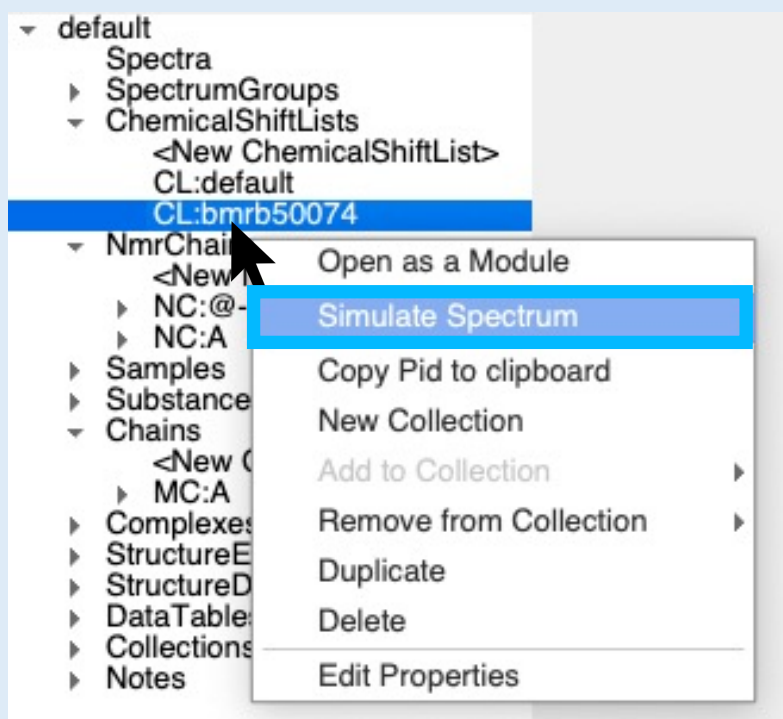 default
Spectra
SpectrumGroups
ChemicalShiftLists
<New ChemicalShiftList>
CL:default
CL:bmrb50074
NmrChai
<New
NC:@-
NC:A
Samples
Substance
Chains
<New
MC:A
Complexes
StructureE
StructureD
DataTable
Collections
Notes
Open as a Module
Simulate Spectrum
Copy Pid to clipboard
New Collection
Add to Collection
Remove from Collection
Duplicate
Delete
Edit Properties